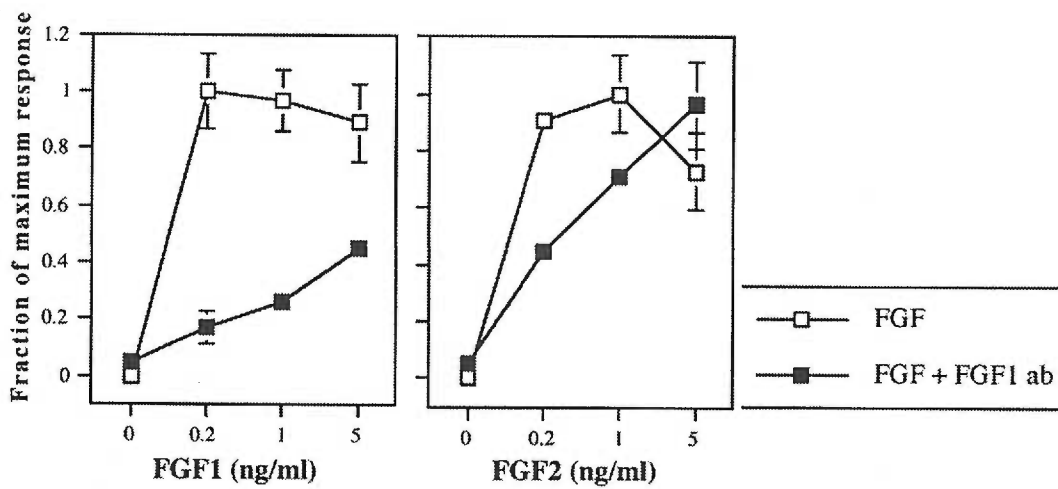 Fraction of maximum response
1.2
1
0.8
0.6
0.4
0.2
0
0 0.2 1 5
FGF1 (ng/ml)
0 0.2 1 5
FGF2 (ng/ml)
FGF
FGF + FGF1 ab